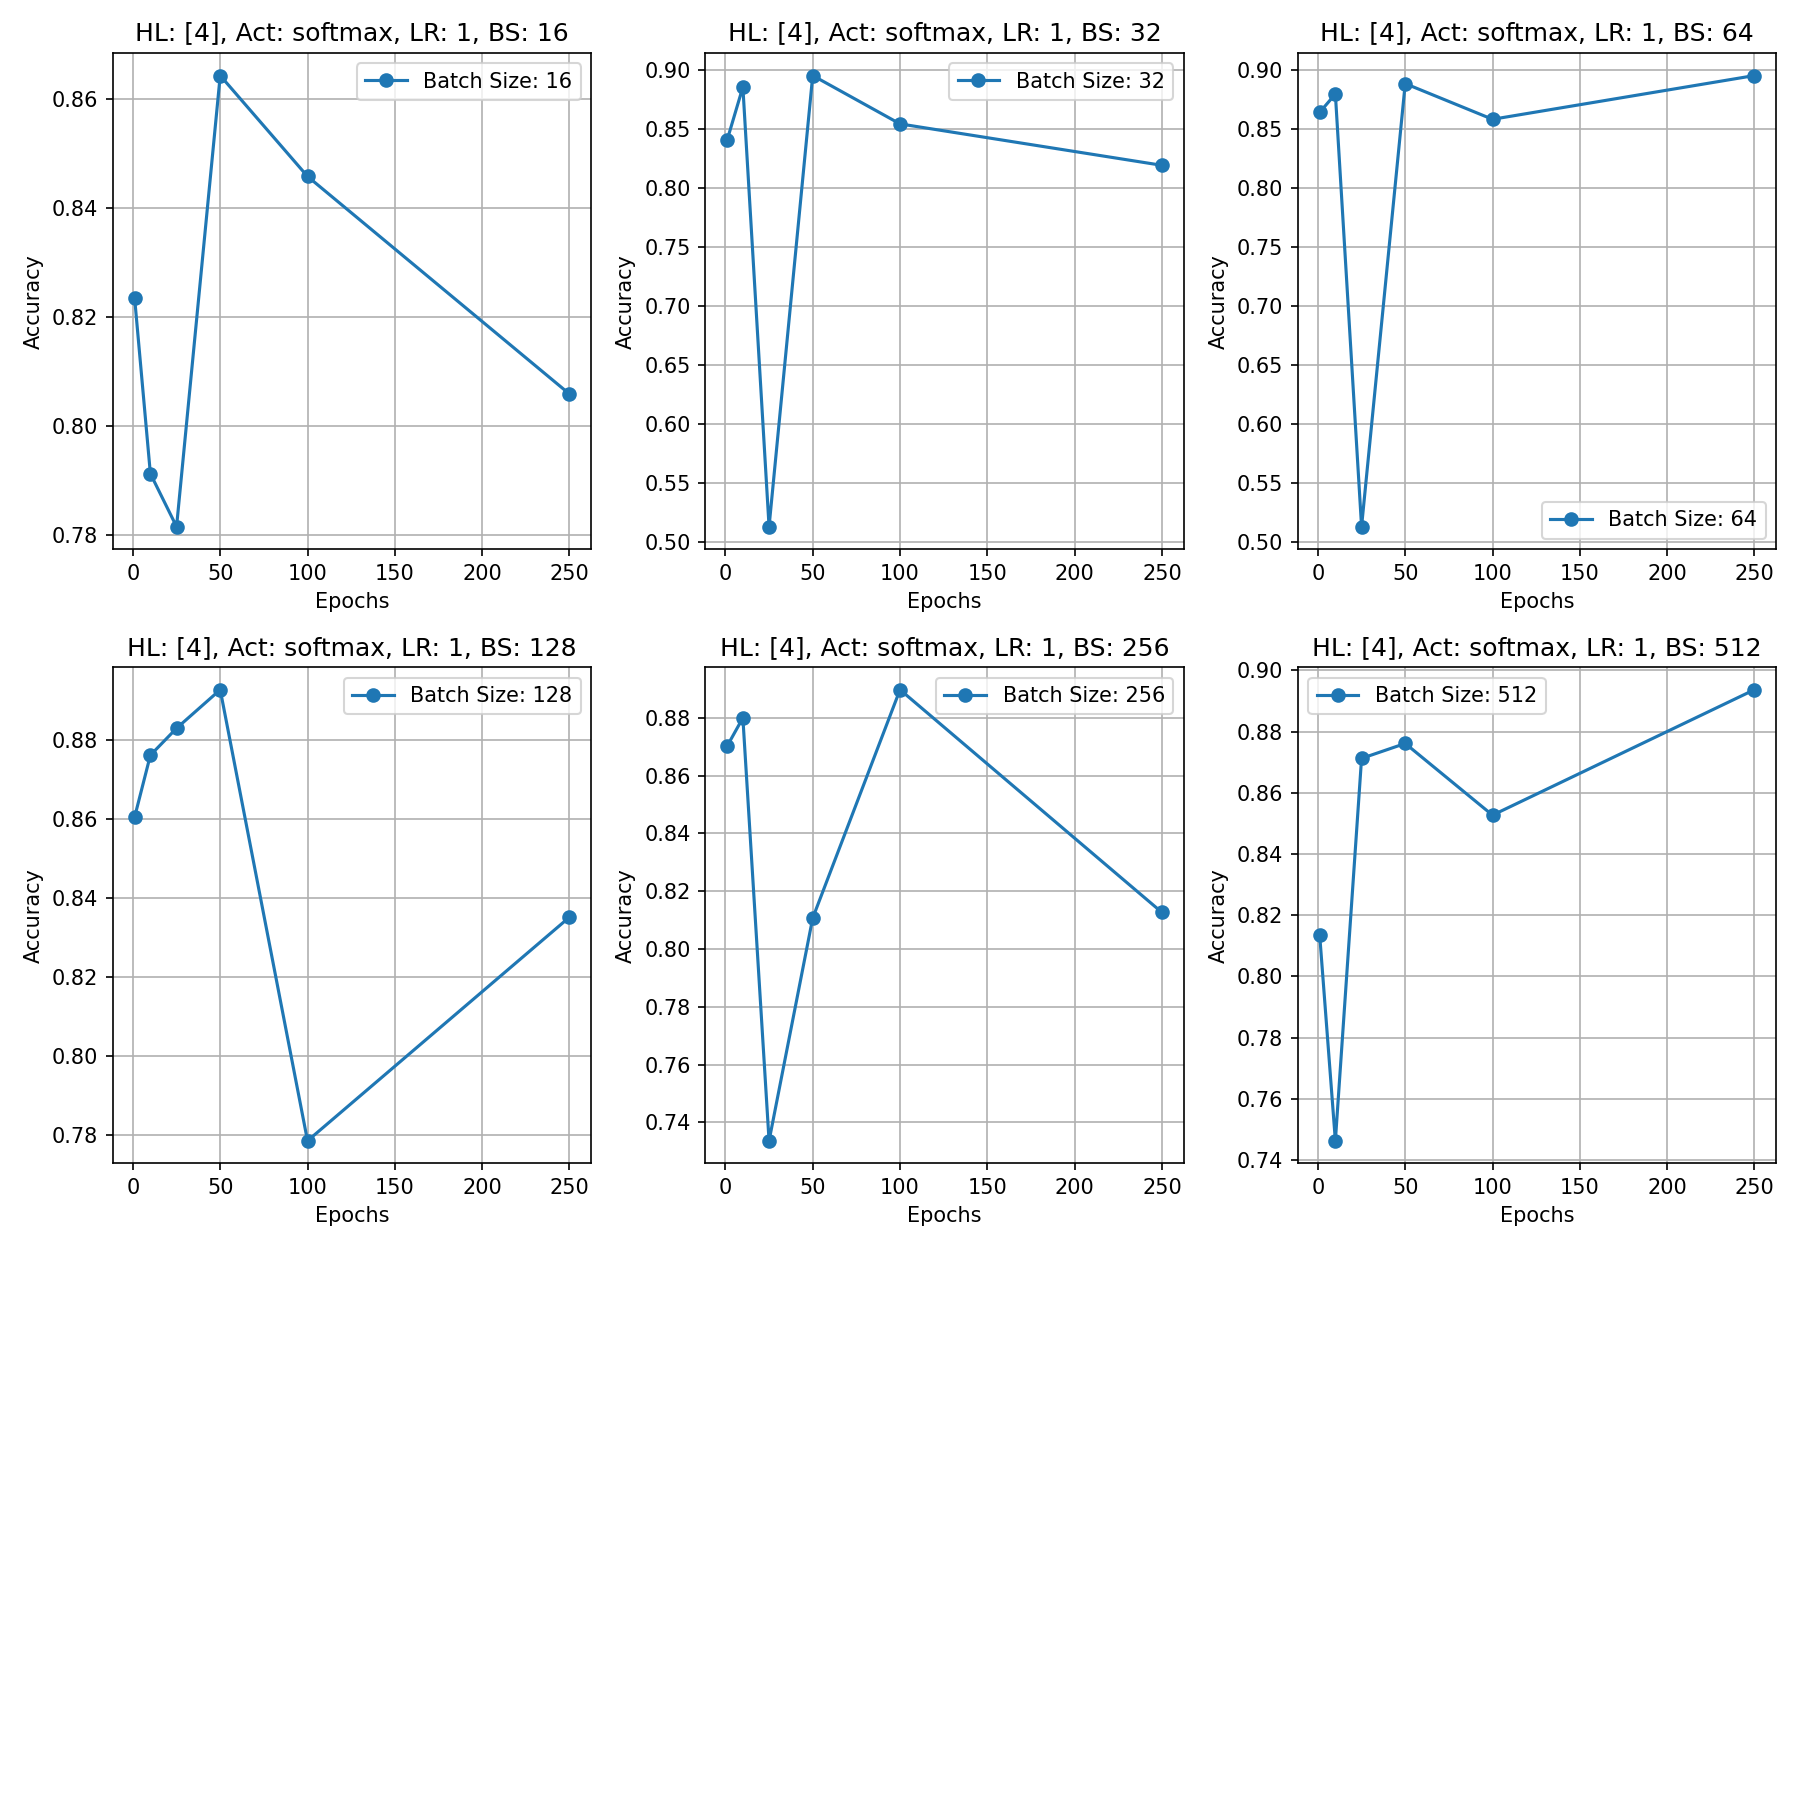 HL: [4], Act: softmax, LR: 1, BS: 16
Batch Size: 16
Accuracy
0.86
0.84
0.82
0.80
0.78
0 50 100 150 200 250
Epochs
HL: [4], Act: softmax, LR: 1, BS: 32
Batch Size: 32
Accuracy
0.90
0.85
0.80
0.75
0.70
0.65
0.60
0.55
0.50
0 50 100 150 200 250
Epochs
HL: [4], Act: softmax, LR: 1, BS: 64
Accuracy
0.90
0.85
0.80
0.75
0.70
0.65
0.60
0.55
0.50
Batch Size: 64
0 50 100 150 200 250
Epochs
HL: [4], Act: softmax, LR: 1, BS: 128
Batch Size: 128
Accuracy
0.88
0.86
0.84
0.82
0.80
0.78
0 50 100 150 200 250
Epochs
HL: [4], Act: softmax, LR: 1, BS: 256
Batch Size: 256
Accuracy
0.88
0.86
0.84
0.82
0.80
0.78
0.76
0.74
0 50 100 150 200 250
Epochs
HL: [4], Act: softmax, LR: 1, BS: 512
Batch Size: 512
Accuracy
0.90
0.88
0.86
0.84
0.82
0.80
0.78
0.76
0.74
0 50 100 150 200 250
Epochs